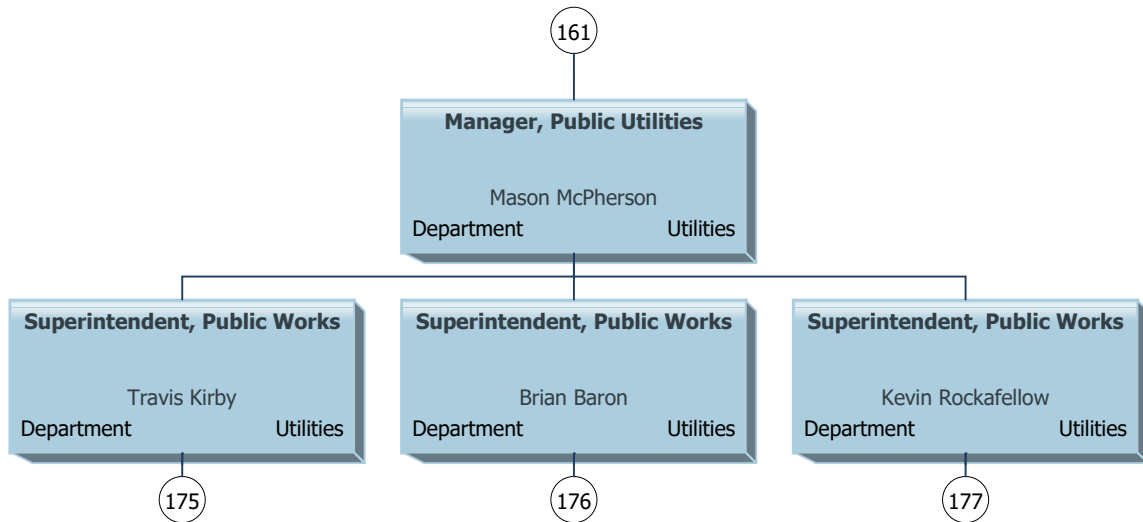 161
Manager, Public Utilities
Mason McPherson
Department Utilities
Superintendent, Public Works
Travis Kirby
Department Utilities
175
Superintendent, Public Works
Brian Baron
Department Utilities
176
Superintendent, Public Works
Kevin Rockafellow
Department Utilities
177